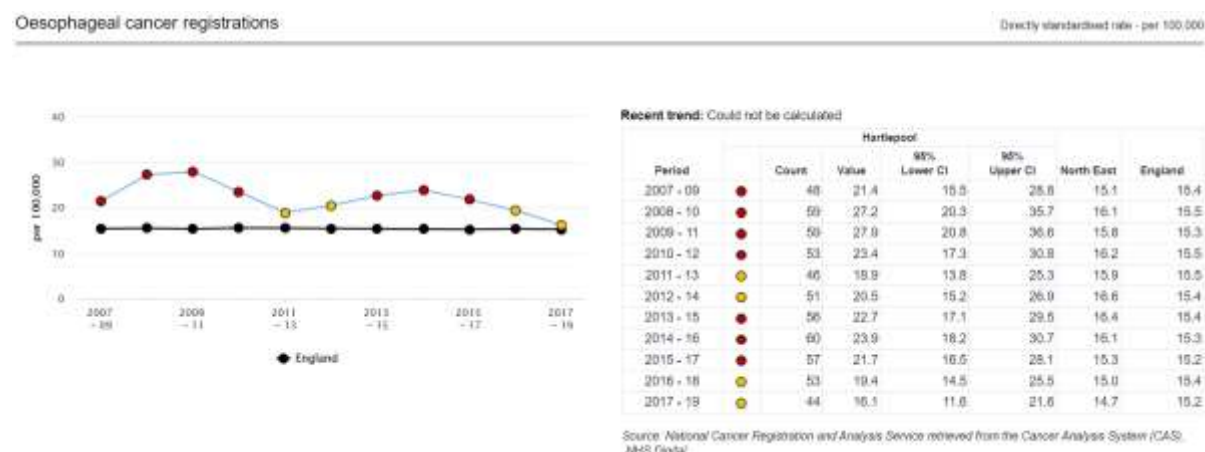 Oesophageal cancer registrations
Directly standardised rate - per 100,000
Recent trend: Could not be calculated
Hartlepool
Period Count Value 95% Lower CI 95% Upper CI North East England
2007 - 09 48 21.4 15.5 28.8 15.1 15.4
2008 - 10 59 27.2 20.3 35.7 16.1 15.5
2009 - 11 59 27.9 20.8 36.6 15.8 15.3
2010 - 12 53 23.4 17.3 30.8 16.2 15.5
2011 - 13 46 18.9 13.8 25.3 15.9 15.5
2012 - 14 51 20.5 15.2 26.9 16.6 15.4
2013 - 15 56 22.7 17.1 29.5 16.4 15.4
2014 - 16 60 23.9 18.2 30.7 16.1 15.3
2015 - 17 57 21.7 16.5 28.1 15.3 15.2
2016 - 18 53 19.4 14.5 25.5 15.0 15.4
2017 - 19 44 16.1 11.6 21.6 14.7 15.2
Source: National Cancer Registration and Analysis Service retrieved from the Cancer Analysis System (CAS),
NHS Digital
per 100,000
40
30
20
10
0
2007 2009 2011 2013 2015 2017
- 09 - 11 - 13 - 15 - 17 - 19
England